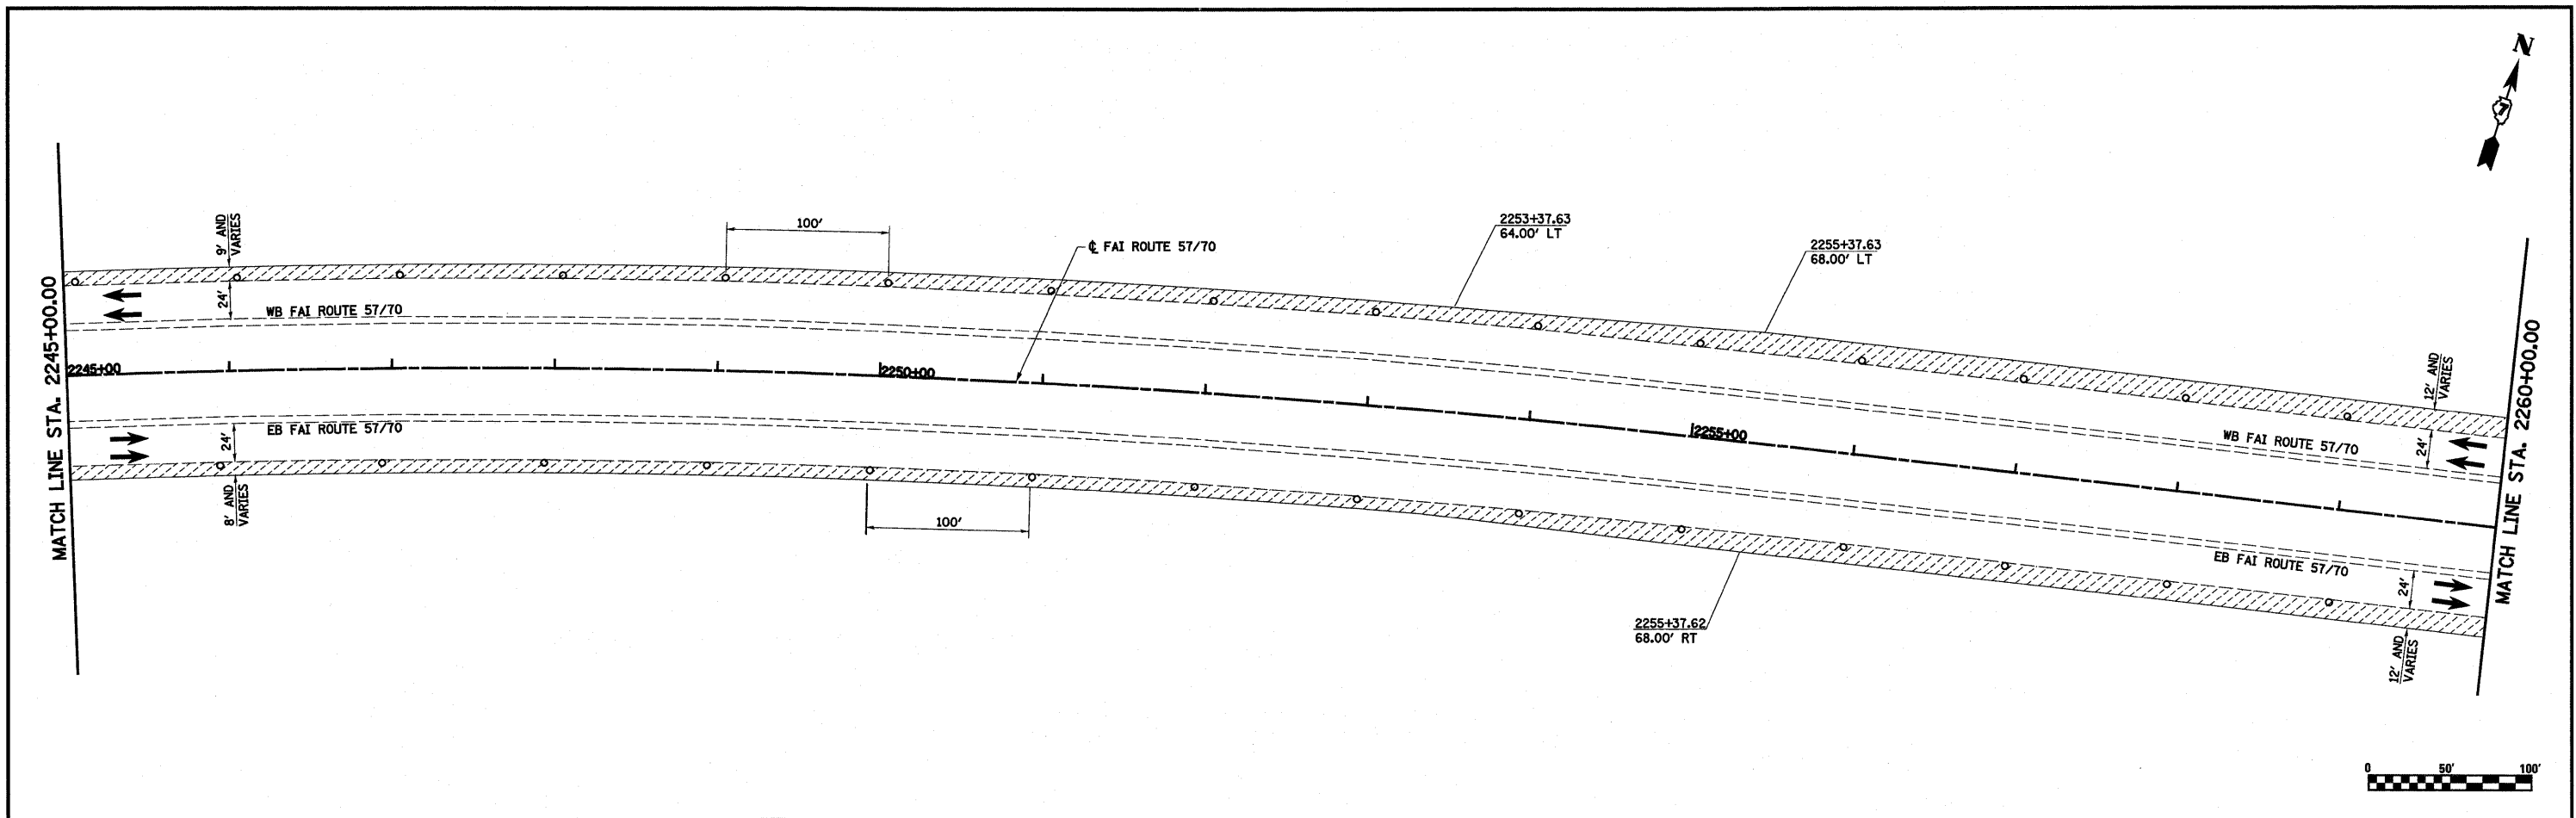 N
7
9' AND
VARIES
100'
℄ FAI ROUTE 57/70
2253+37.63
64.00' LT
2255+37.63
68.00' LT
MATCH LINE STA. 2245+00.00
24'
WB FAI ROUTE 57/70
2245+00
2250+00
2255+00
24'
EB FAI ROUTE 57/70
8' AND
VARIES
100'
2255+37.62
68.00' RT
12' AND
VARIES
WB FAI ROUTE 57/70
24'
MATCH LINE STA. 2260+00.00
EB FAI ROUTE 57/70
24'
12' AND
VARIES
0 50' 100'